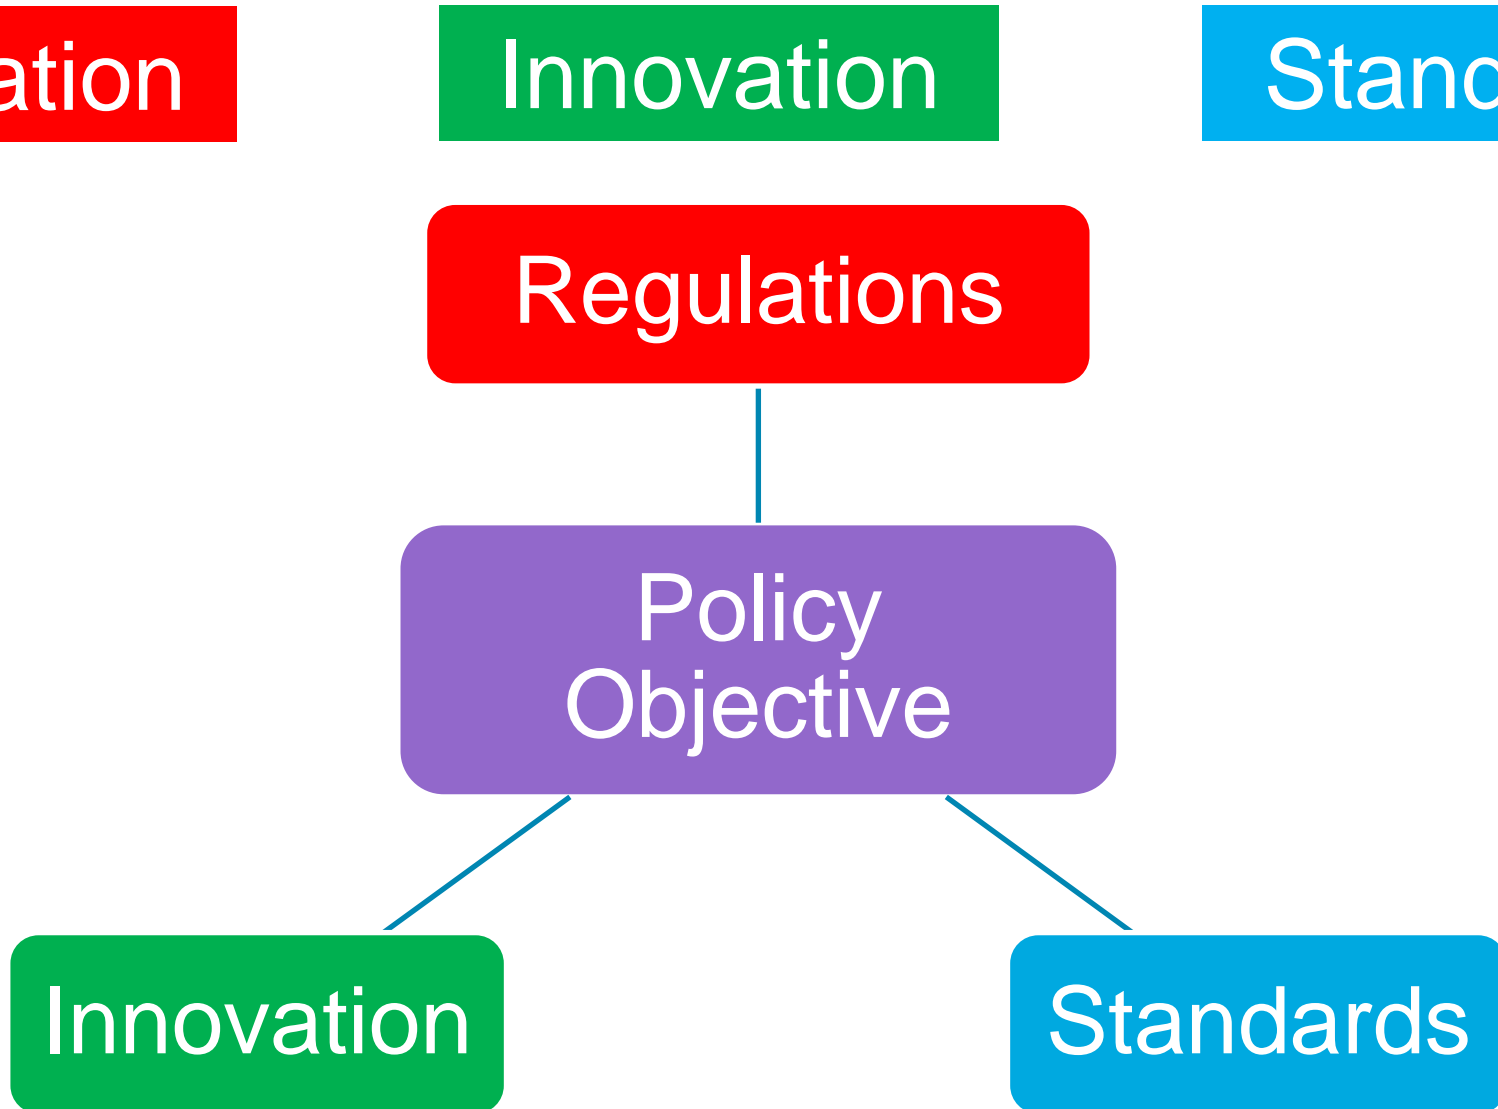 ation
Innovation
Stand
Regulations
Policy
Objective
Innovation
Standards